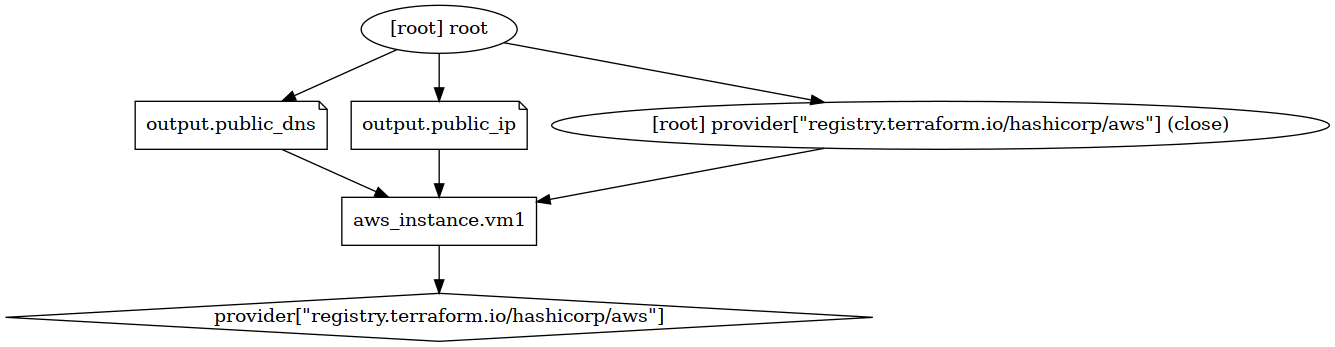 [root] root
output.public_dns
output.public_ip
[root] provider["registry.terraform.io/hashicorp/aws"] (close)
aws_instance.vm1
provider["registry.terraform.io/hashicorp/aws"]